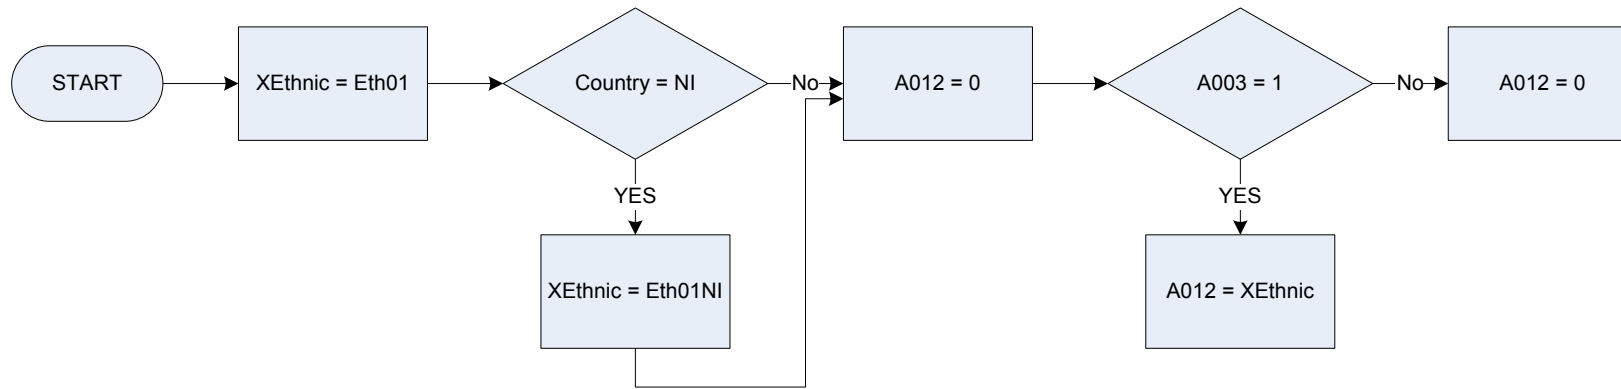 START
XEthnic = Eth01
Country = NI
No
A012 = 0
A003 = 1
No
A012 = 0
YES
YES
XEthnic = Eth01NI
A012 = XEthnic